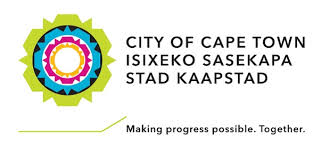 CITY OF CAPE TOWN
ISIXEKO SASEKAPA
STAD KAAPSTAD
Making progress possible. Together.